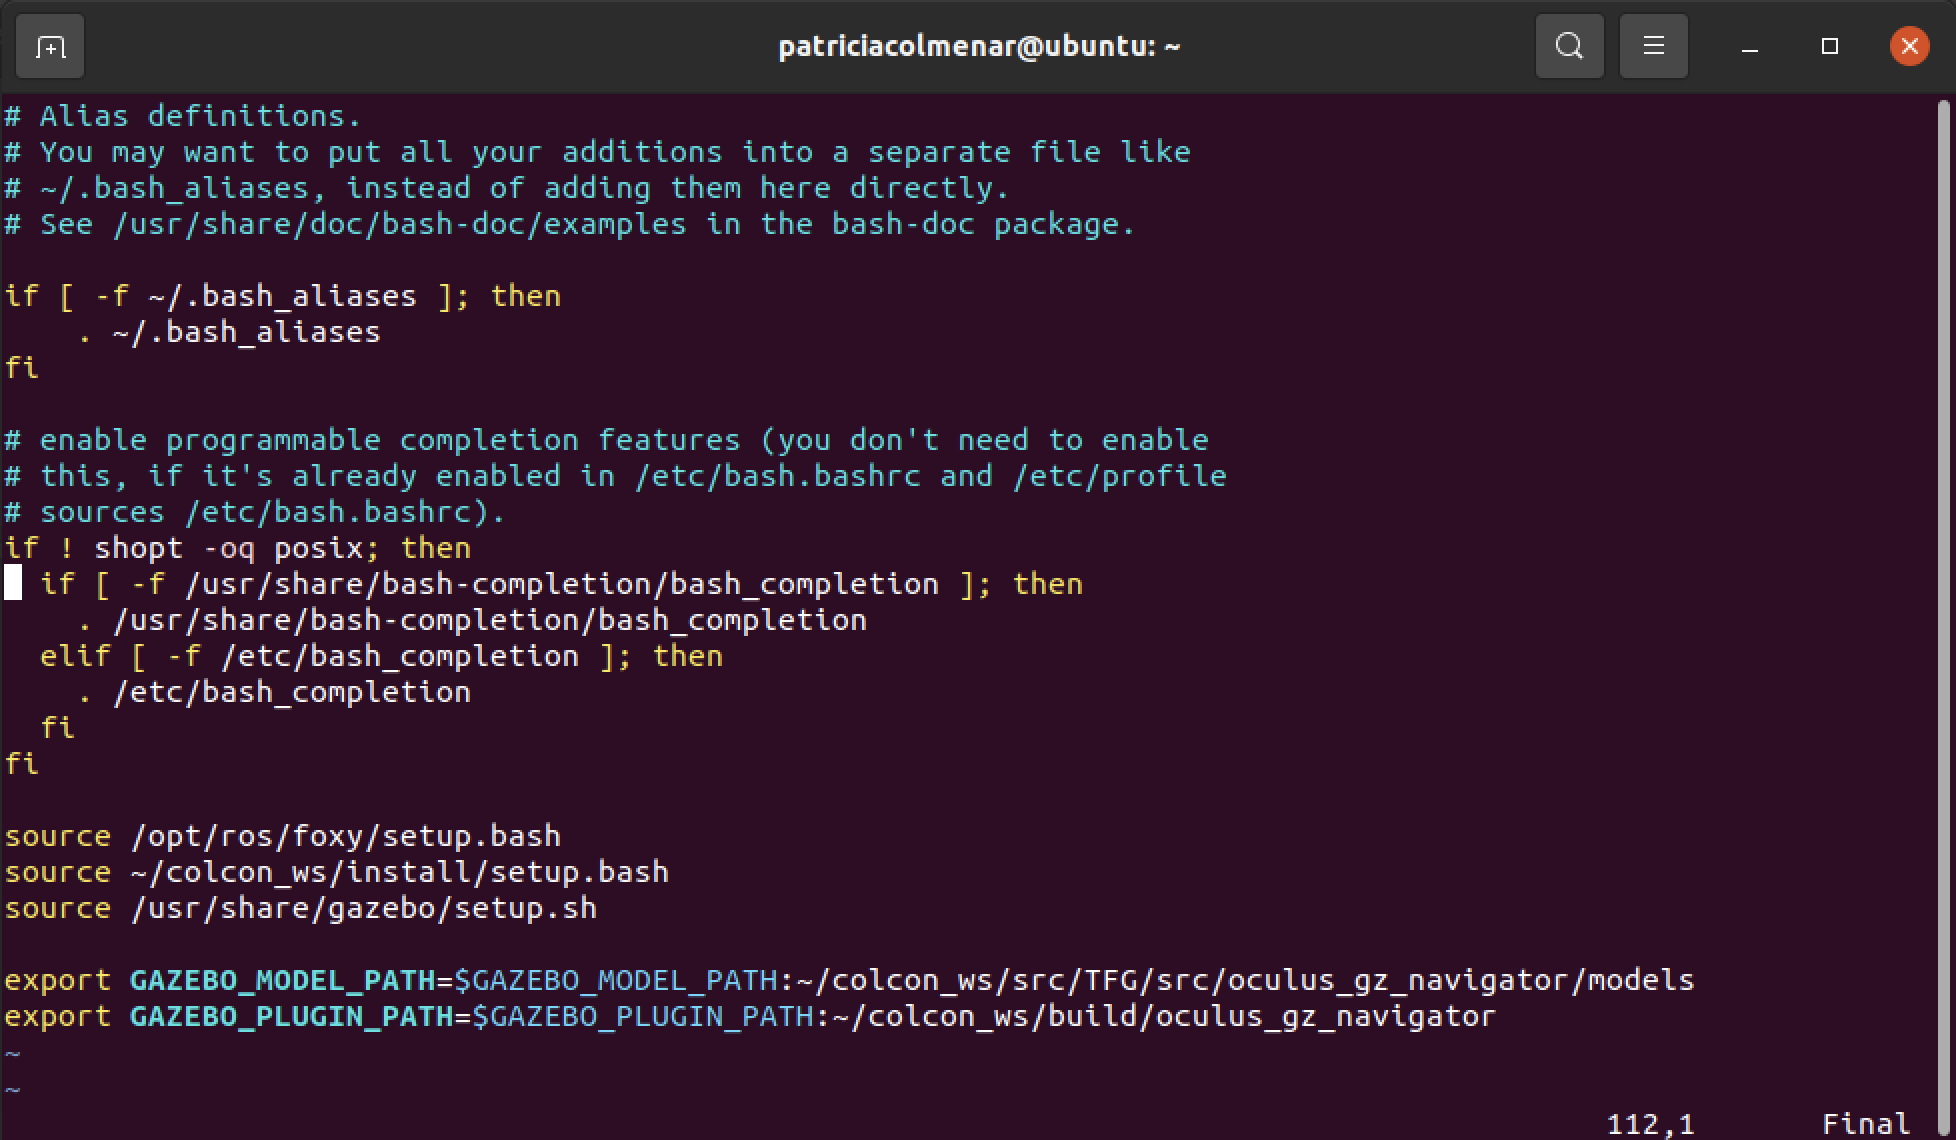 patriciacolmenar@ubuntu: ~
# Alias definitions.
# You may want to put all your additions into a separate file like
# ~/.bash_aliases, instead of adding them here directly.
# See /usr/share/doc/bash-doc/examples in the bash-doc package.

if [ -f ~/.bash_aliases ]; then
    . ~/.bash_aliases
fi

# enable programmable completion features (you don't need to enable
# this, if it's already enabled in /etc/bash.bashrc and /etc/profile
# sources /etc/bash.bashrc).
if ! shopt -oq posix; then
  if [ -f /usr/share/bash-completion/bash_completion ]; then
    . /usr/share/bash-completion/bash_completion
  elif [ -f /etc/bash_completion ]; then
    . /etc/bash_completion
  fi
fi

source /opt/ros/foxy/setup.bash
source ~/colcon_ws/install/setup.bash
source /usr/share/gazebo/setup.sh

export GAZEBO_MODEL_PATH=$GAZEBO_MODEL_PATH:~/colcon_ws/src/TFG/src/oculus_gz_navigator/models
export GAZEBO_PLUGIN_PATH=$GAZEBO_PLUGIN_PATH:~/colcon_ws/build/oculus_gz_navigator
~
~
112,1 Final